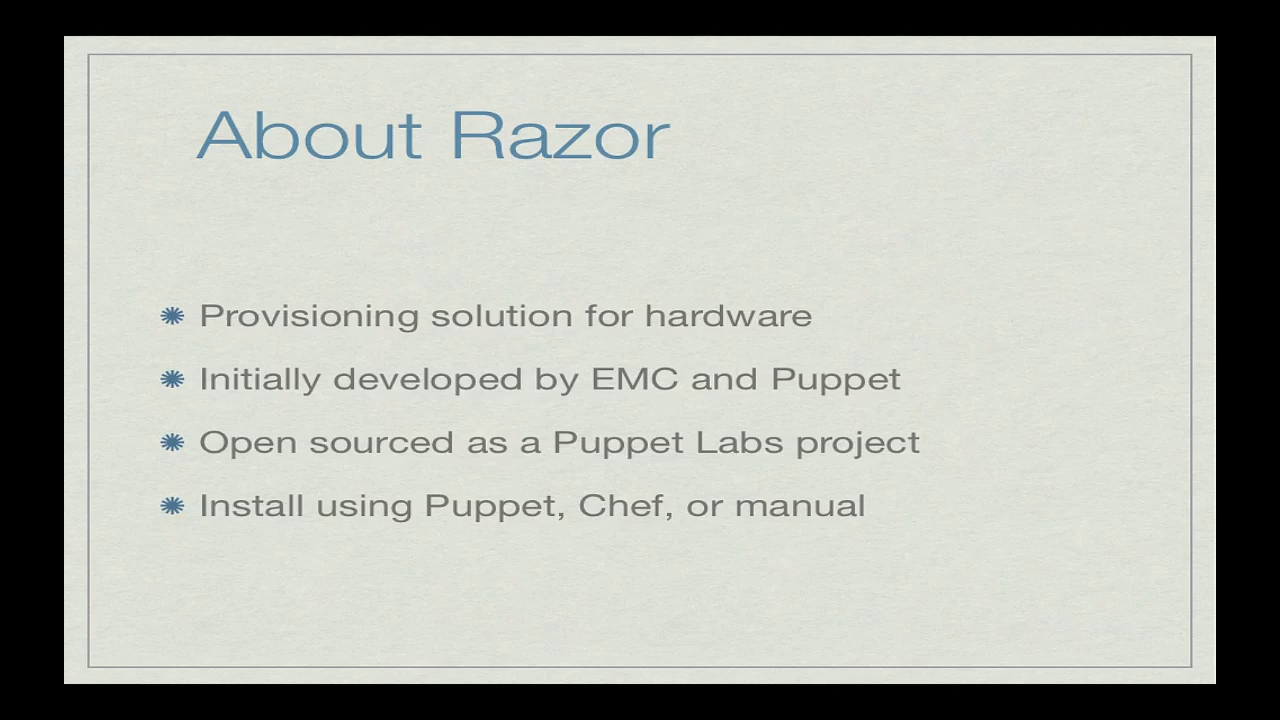 About Razor
Provisioning solution for hardware
Initially developed by EMC and Puppet
Open sourced as a Puppet Labs project
Install using Puppet, Chef, or manual